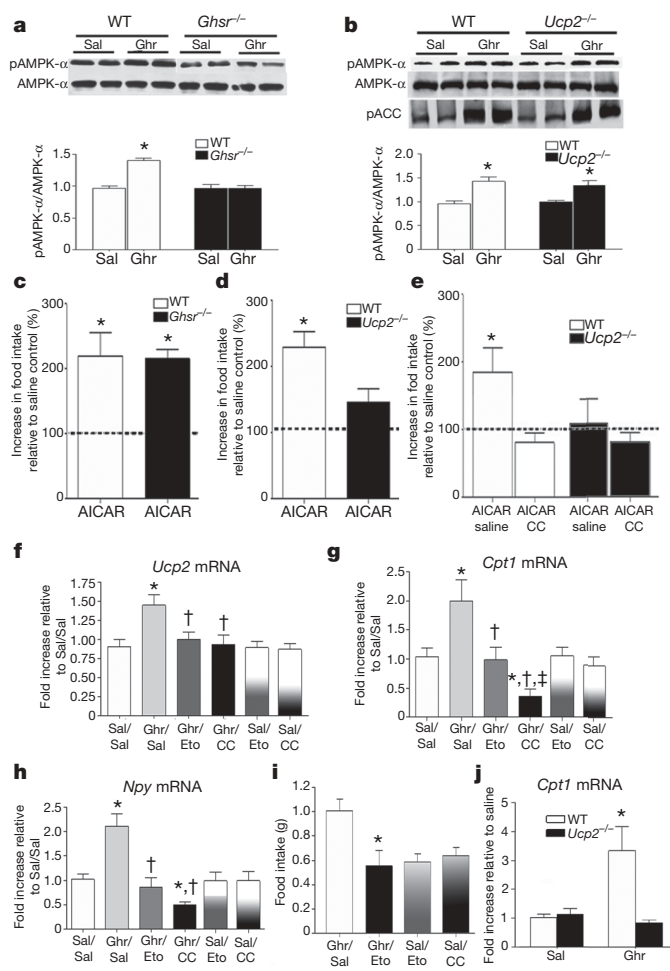 a
WT Ghsr–/–
Sal Ghr Sal Ghr
pAMPK-α
AMPK-α
1.5
1.0
0.5
0
pAMPK-α/AMPK-α
*
WT
Ghsr–/–
Sal Ghr Sal Ghr
b
WT Ucp2–/–
Sal Ghr Sal Ghr
pAMPK-α
AMPK-α
pACC
2.0
1.5
1.0
0.5
0
pAMPK-α/AMPK-α
* *
WT
Ucp2–/–
Sal Ghr Sal Ghr
c
300
200
100
0
Increase in food intake
relative to saline control (%)
* *
WT
Ghsr–/–
AICAR AICAR
d
300
200
100
0
Increase in food intake
relative to saline control (%)
*
WT
Ucp2–/–
AICAR AICAR
e
300
200
100
0
Increase in fod intake
relative to saline control (%)
*
WT
Ucp2–/–
AICAR AICAR AICAR AICAR
saline CC saline CC
f
Ucp2 mRNA
1.75
1.50
1.25
1.00
0.75
0.50
0.25
0
Fold increase relative
to Sal/Sal
* † †
Sal/ Ghr/ Ghr/ Ghr/ Sal/ Sal/
Sal Sal Eto CC Eto CC
g
Cpt1 mRNA
2.5
2.0
1.5
1.0
0.5
0
Fold increase relative
to Sal/Sal
* † *,†,‡
Sal/ Ghr/ Ghr/ Ghr/ Sal/ Sal/
Sal Sal Eto CC Eto CC
h
Npy mRNA
2.5
2.0
1.5
1.0
0.5
0
Fold increase relative
to Sal/Sal
* † *,†
Sal/ Ghr/ Ghr/ Ghr/ Sal/ Sal/
Sal Sal Eto CC Eto CC
i
1.2
1.0
0.8
0.6
0.4
0.2
0
Food intake (g)
*
Ghr/ Ghr/ Sal/ Sal/
Sal Eto Eto CC
j
Cpt1 mRNA
5
4
3
2
1
0
Fold increase relative to saline
*
WT
Ucp2–/–
Sal Ghr